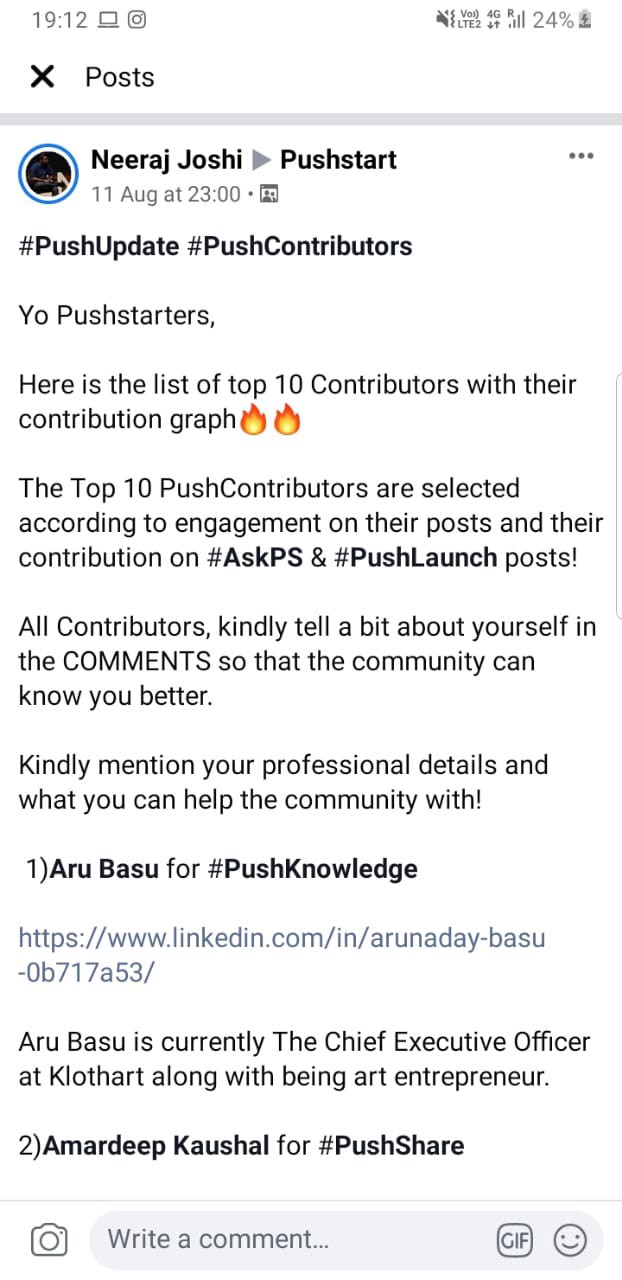 19:12 Vo)) 4G R 24%
LTE2
Posts
Neeraj Joshi ▶ Pushstart
11 Aug at 23:00 •
#PushUpdate #PushContributors
Yo Pushstarters,
Here is the list of top 10 Contributors with their
contribution graph🔥🔥
The Top 10 PushContributors are selected
according to engagement on their posts and their
contribution on #AskPS & #PushLaunch posts!
All Contributors, kindly tell a bit about yourself in
the COMMENTS so that the community can
know you better.
Kindly mention your professional details and
what you can help the community with!
1)Aru Basu for #PushKnowledge
https://www.linkedin.com/in/arunaday-basu
-0b717a53/
Aru Basu is currently The Chief Executive Officer
at Klothart along with being art entrepreneur.
2)Amardeep Kaushal for #PushShare
Write a comment... GIF